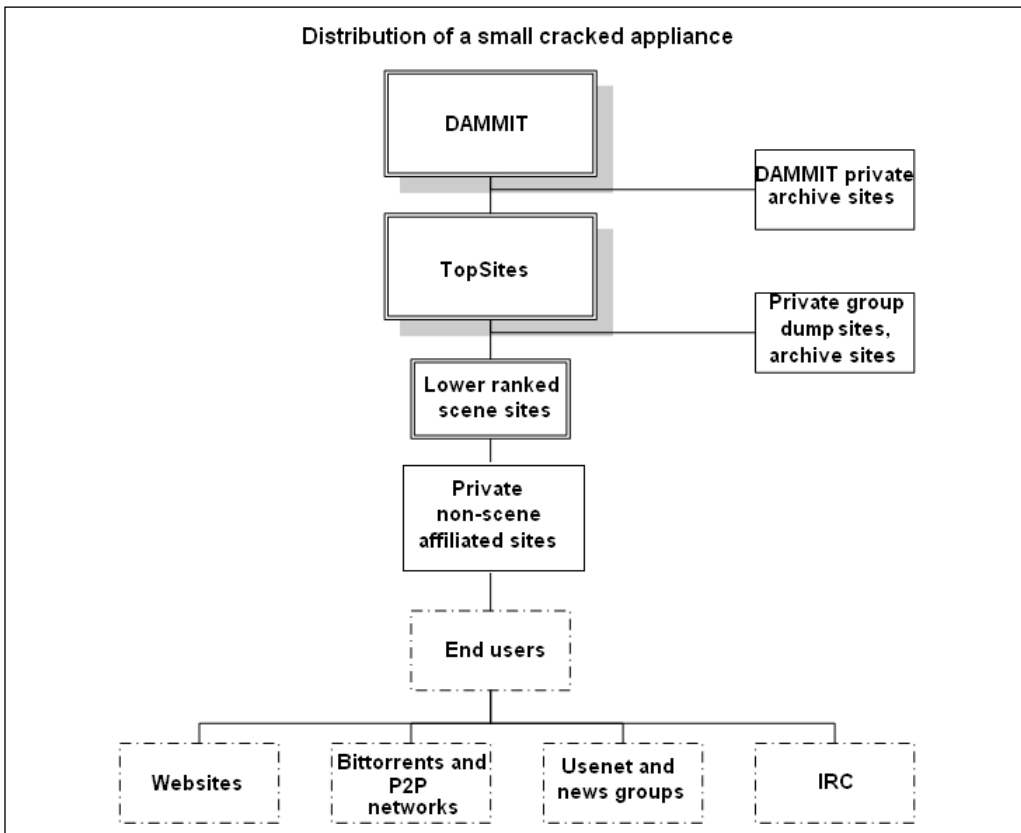 Distribution of a small cracked appliance
DAMMIT
DAMMIT private
archive sites
TopSites
Private group
dump sites,
archive sites
Lower ranked
scene sites
Private
non-scene
affiliated sites
End users
Websites
Bittorrents and
P2P
networks
Usenet and
news groups
IRC